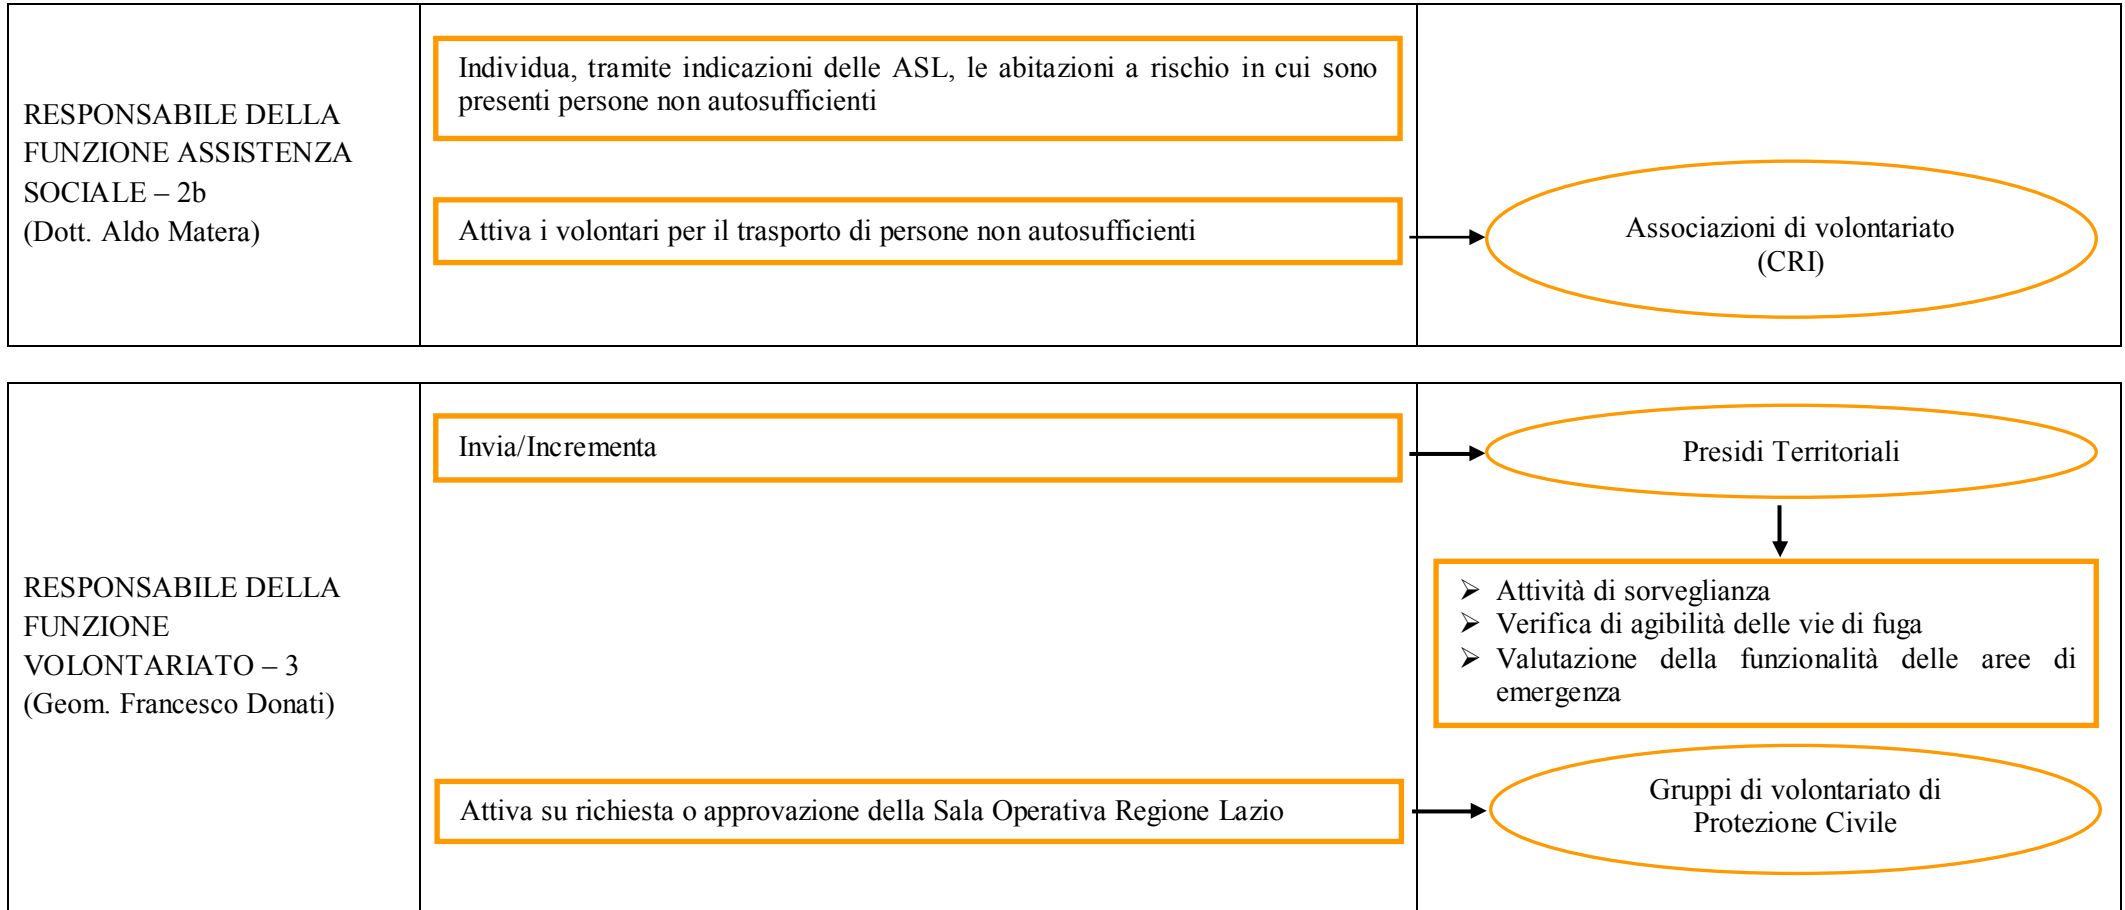 RESPONSABILE DELLA
FUNZIONE ASSISTENZA
SOCIALE – 2b
(Dott. Aldo Matera)
Individua, tramite indicazioni delle ASL, le abitazioni a rischio in cui sono
presenti persone non autosufficienti
Attiva i volontari per il trasporto di persone non autosufficienti
Associazioni di volontariato
(CRI)
RESPONSABILE DELLA
FUNZIONE
VOLONTARIATO – 3
(Geom. Francesco Donati)
Invia/Incrementa
Presidi Territoriali
➢ Attività di sorveglianza
➢ Verifica di agibilità delle vie di fuga
➢ Valutazione della funzionalità delle aree di
emergenza
Attiva su richiesta o approvazione della Sala Operativa Regione Lazio
Gruppi di volontariato di
Protezione Civile